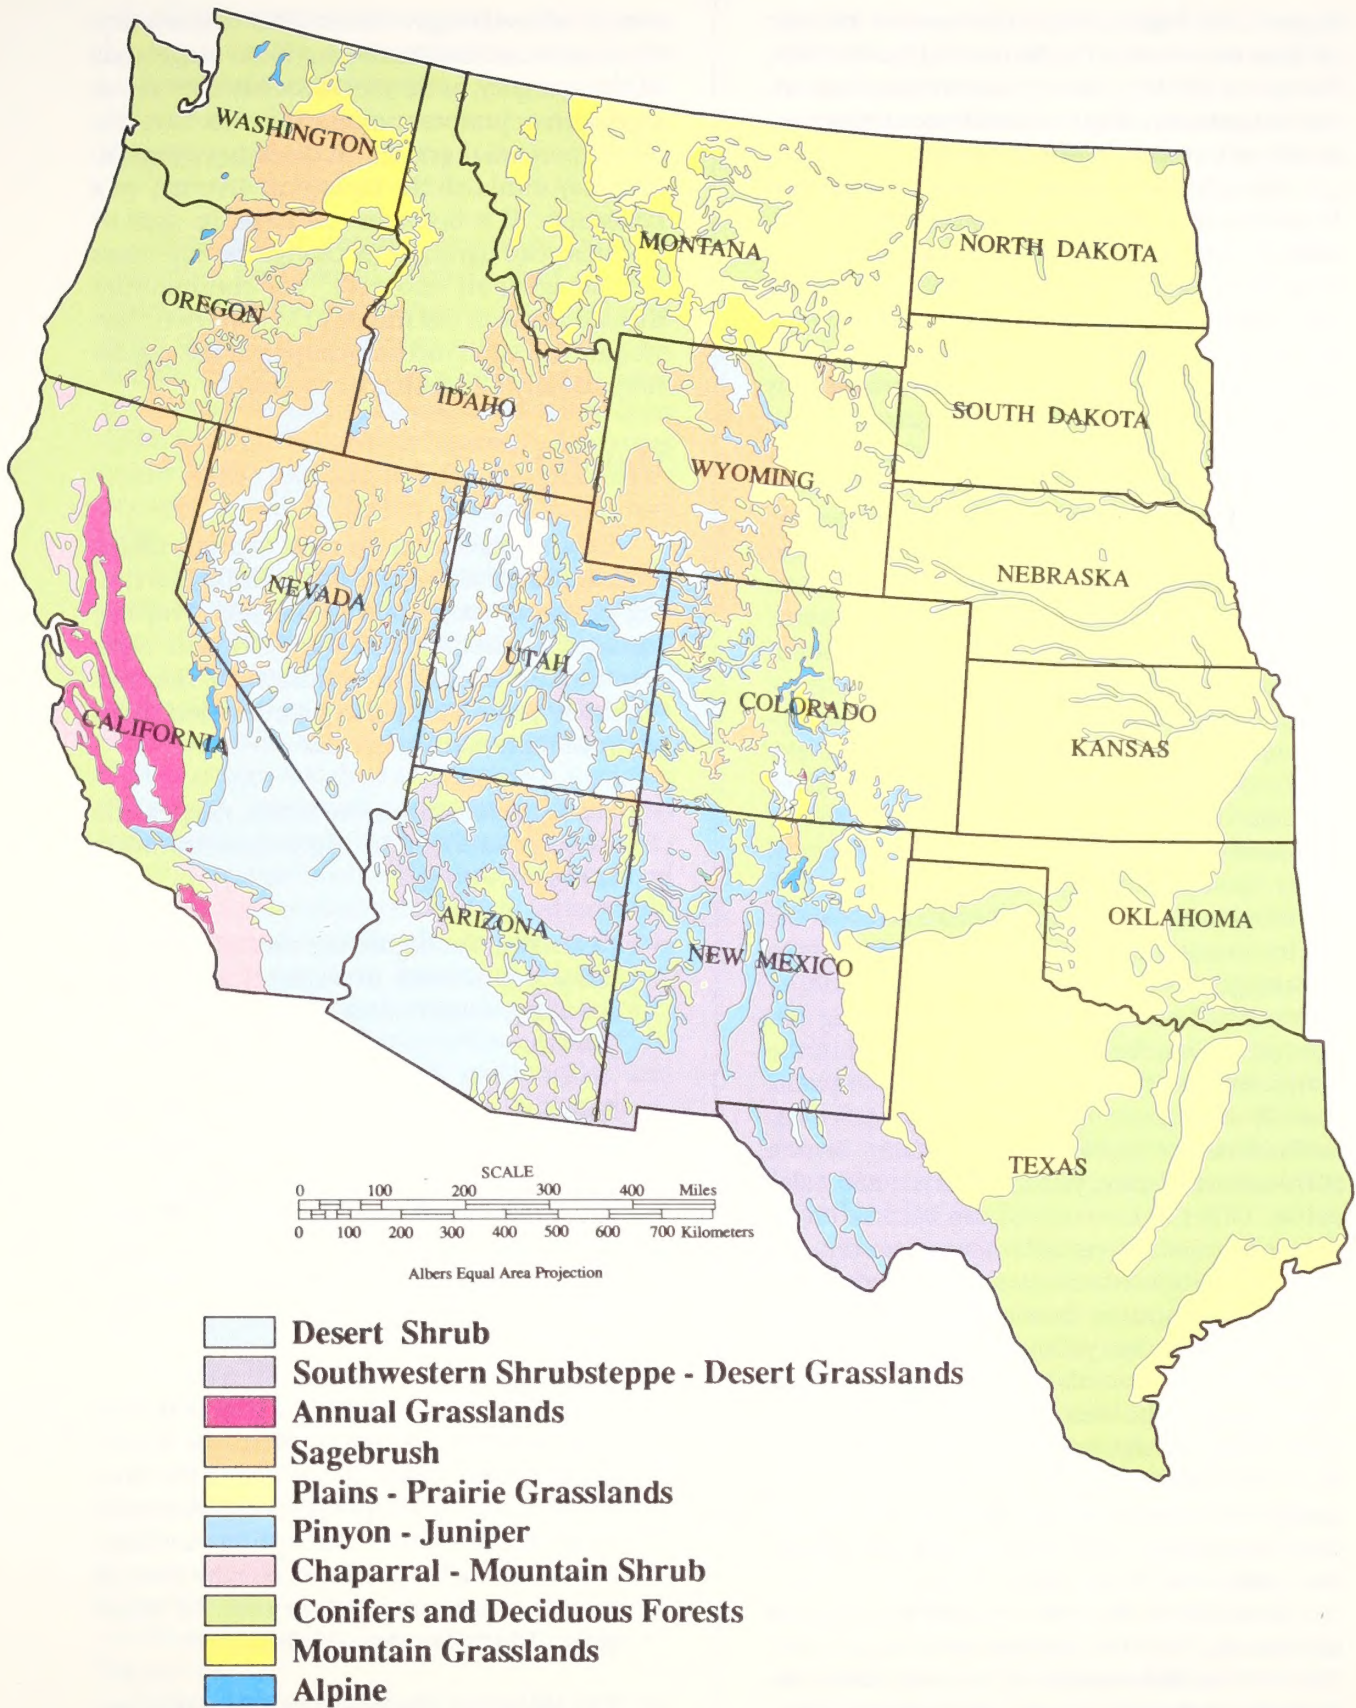 WASHINGTON
MONTANA
NORTH DAKOTA
OREGON
IDAHO
SOUTH DAKOTA
WYOMING
NEBRASKA
NEVADA
UTAH
COLORADO
CALIFORNIA
KANSAS
ARIZONA
NEW MEXICO
OKLAHOMA
TEXAS
SCALE
0 100 200 300 400 Miles
0 100 200 300 400 500 600 700 Kilometers
Albers Equal Area Projection
Desert Shrub
Southwestern Shrubsteppe - Desert Grasslands
Annual Grasslands
Sagebrush
Plains - Prairie Grasslands
Pinyon - Juniper
Chaparral - Mountain Shrub
Conifers and Deciduous Forests
Mountain Grasslands
Alpine